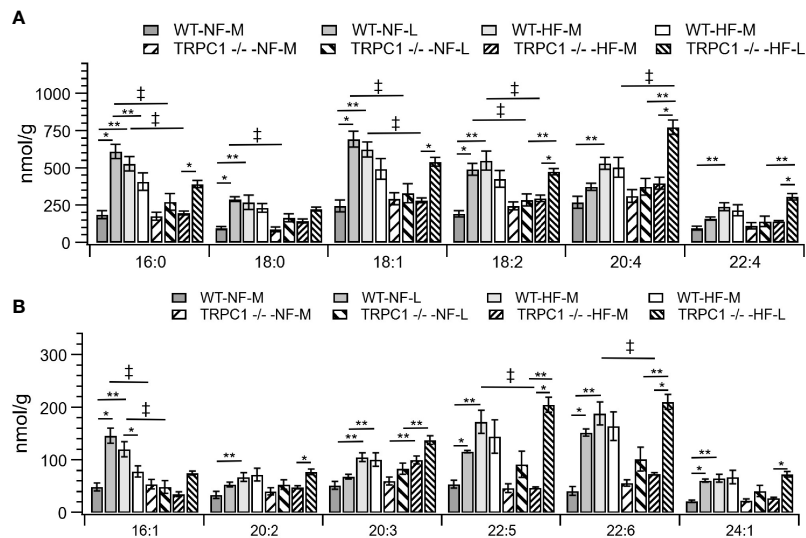 A
WT-NF-M WT-NF-L WT-HF-M WT-HF-M
TRPC1 -/- -NF-M TRPC1 -/- -NF-L TRPC1 -/- -HF-M TRPC1 -/- -HF-L
nmol/g
1000
750
500
250
0
‡ ‡ ‡ ‡ ‡ ‡ ‡ ‡
* ** ** * * ** * ** * * ** * ** ** * ** ** ** *
16:0 18:0 18:1 18:2 20:4 22:4
B
WT-NF-M WT-NF-L WT-HF-M WT-HF-M
TRPC1 -/- -NF-M TRPC1 -/- -NF-L TRPC1 -/- -HF-M TRPC1 -/- -HF-L
nmol/g
300
200
100
0
‡ ‡ ‡ ‡
* ** * ** * ** ** ** ** * ** ** * * ** ** * * ** *
16:1 20:2 20:3 22:5 22:6 24:1